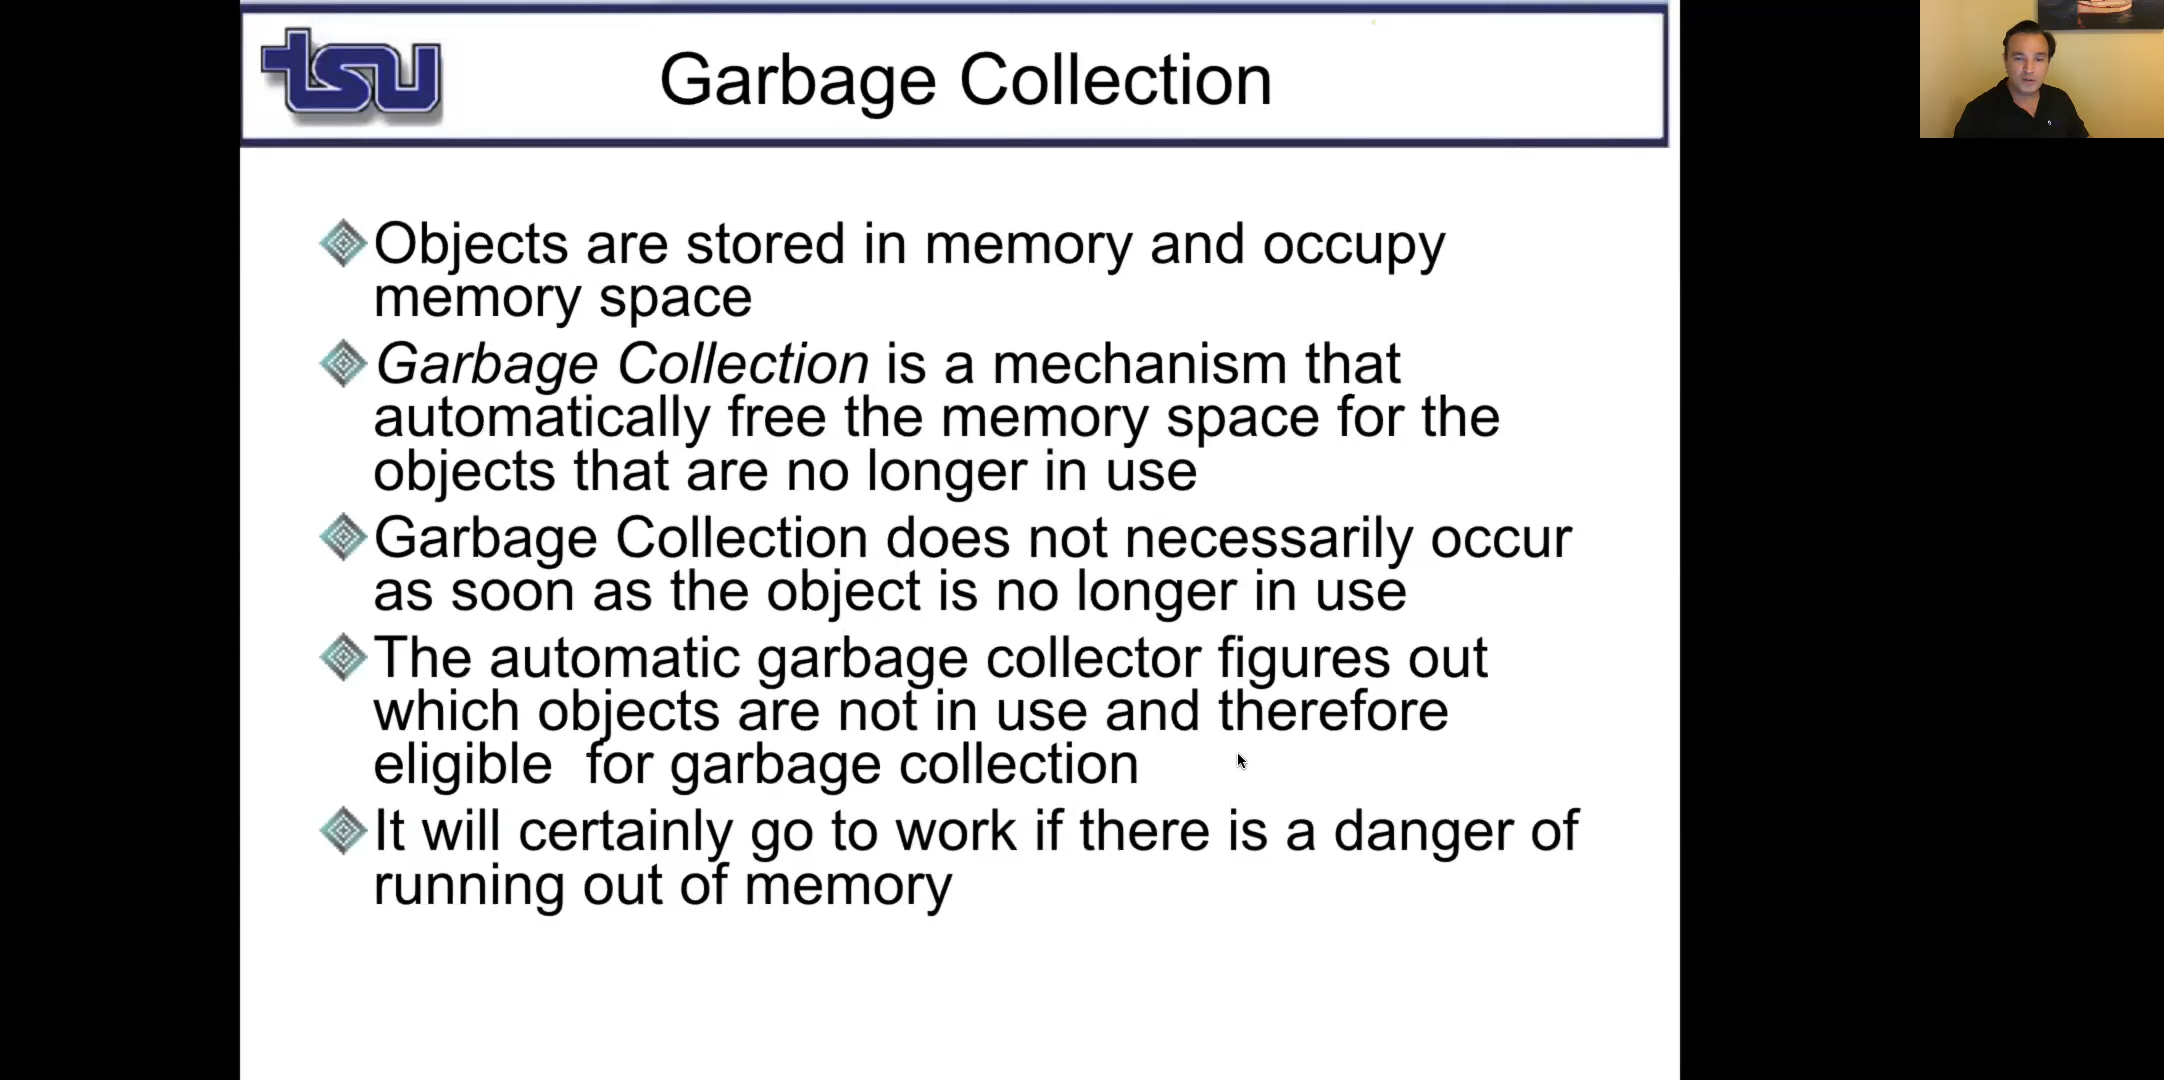 tsu
Garbage Collection
Objects are stored in memory and occupy
memory space
Garbage Collection is a mechanism that
automatically free the memory space for the
objects that are no longer in use
Garbage Collection does not necessarily occur
as soon as the object is no longer in use
The automatic garbage collector figures out
which objects are not in use and therefore
eligible  for garbage collection
It will certainly go to work if there is a danger of
running out of memory